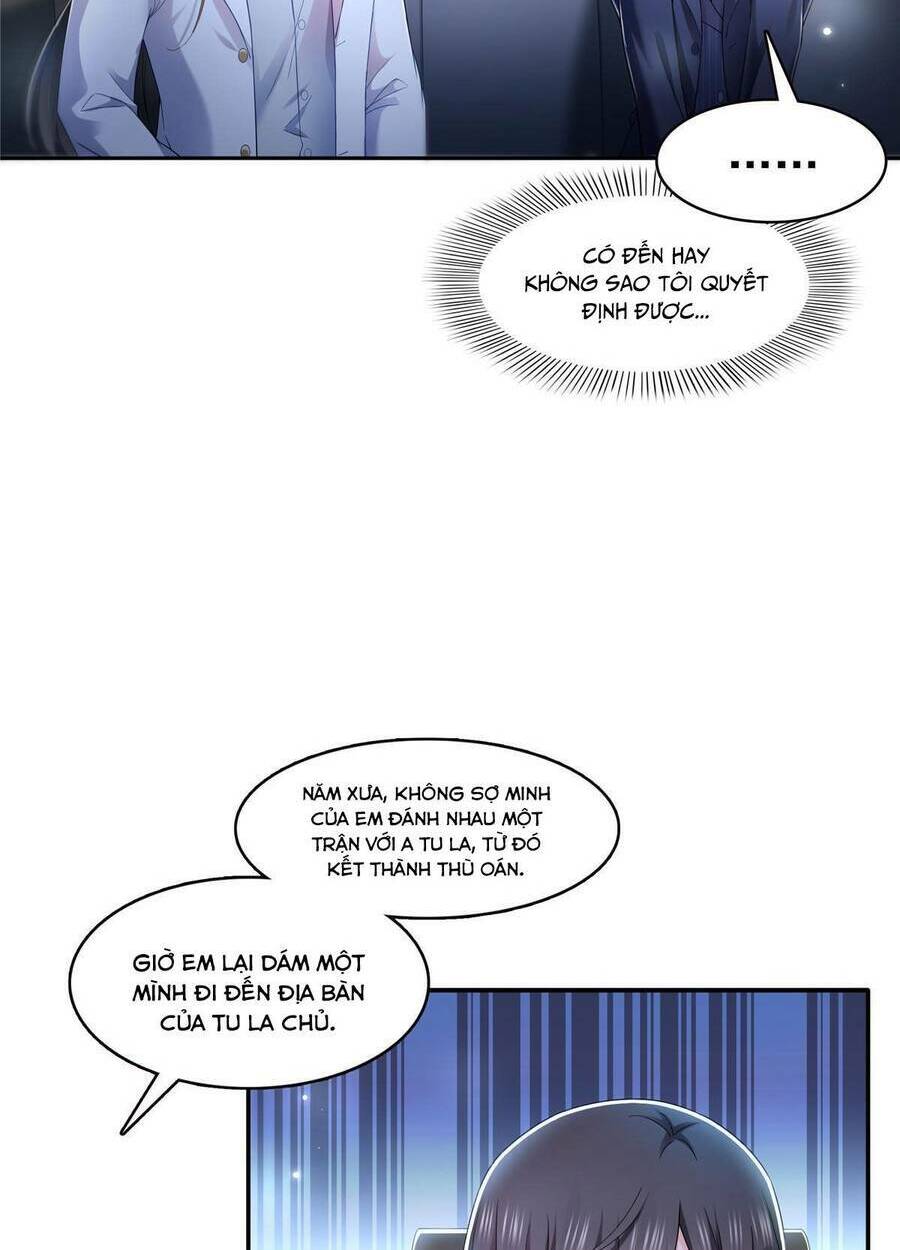 ......
CÓ ĐẾN HAY
KHÔNG SAO TÔI QUYẾT
ĐỊNH ĐƯỢC...
NĂM XƯA, KHÔNG SỢ MINH
CỦA EM ĐÁNH NHAU MỘT
TRẬN VỚI A TU LA, TỪ ĐÓ
KẾT THÀNH THÙ OÁN.
GIỜ EM LẠI DÁM MỘT
MÌNH ĐI ĐẾN ĐỊA BÀN
CỦA TU LA CHỦ.